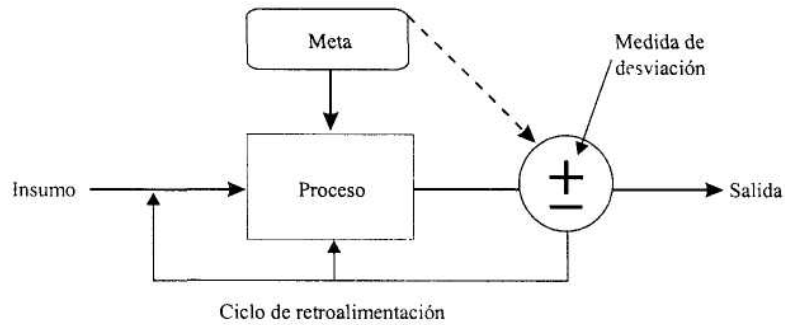 Meta
Medida de
desviación
Insumo
Proceso
+
−
Salida
Ciclo de retroalimentación